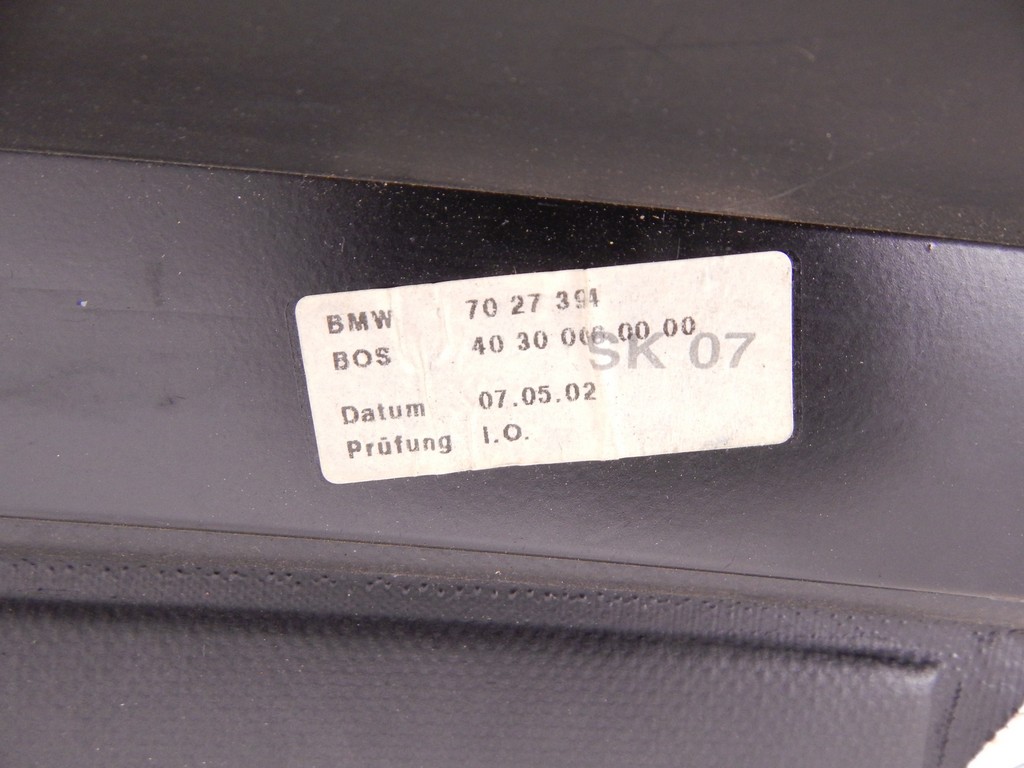 BMW 70 27 394
BOS 40 30 006 00 00
SK 07
Datum 07.05.02
Prüfung I.O.